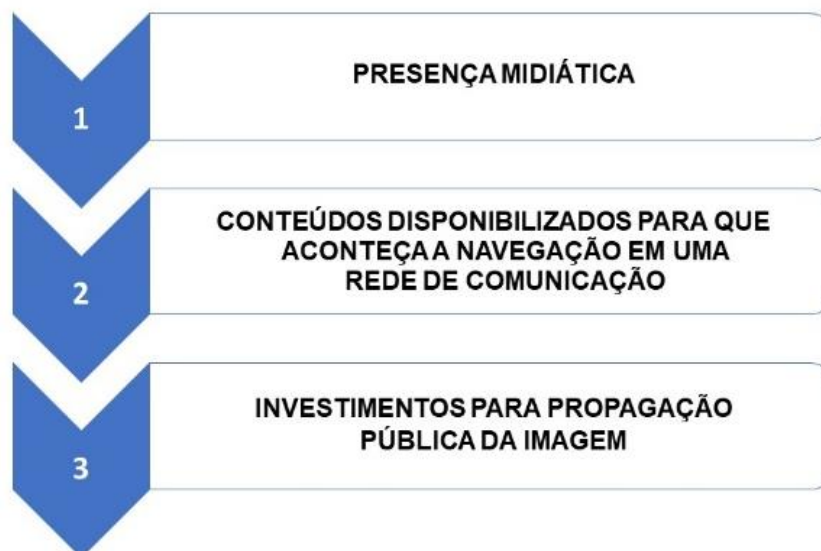 1
PRESENÇA MIDIÁTICA
2
CONTEÚDOS DISPONIBILIZADOS PARA QUE
ACONTEÇA A NAVEGAÇÃO EM UMA
REDE DE COMUNICAÇÃO
3
INVESTIMENTOS PARA PROPAGAÇÃO
PÚBLICA DA IMAGEM